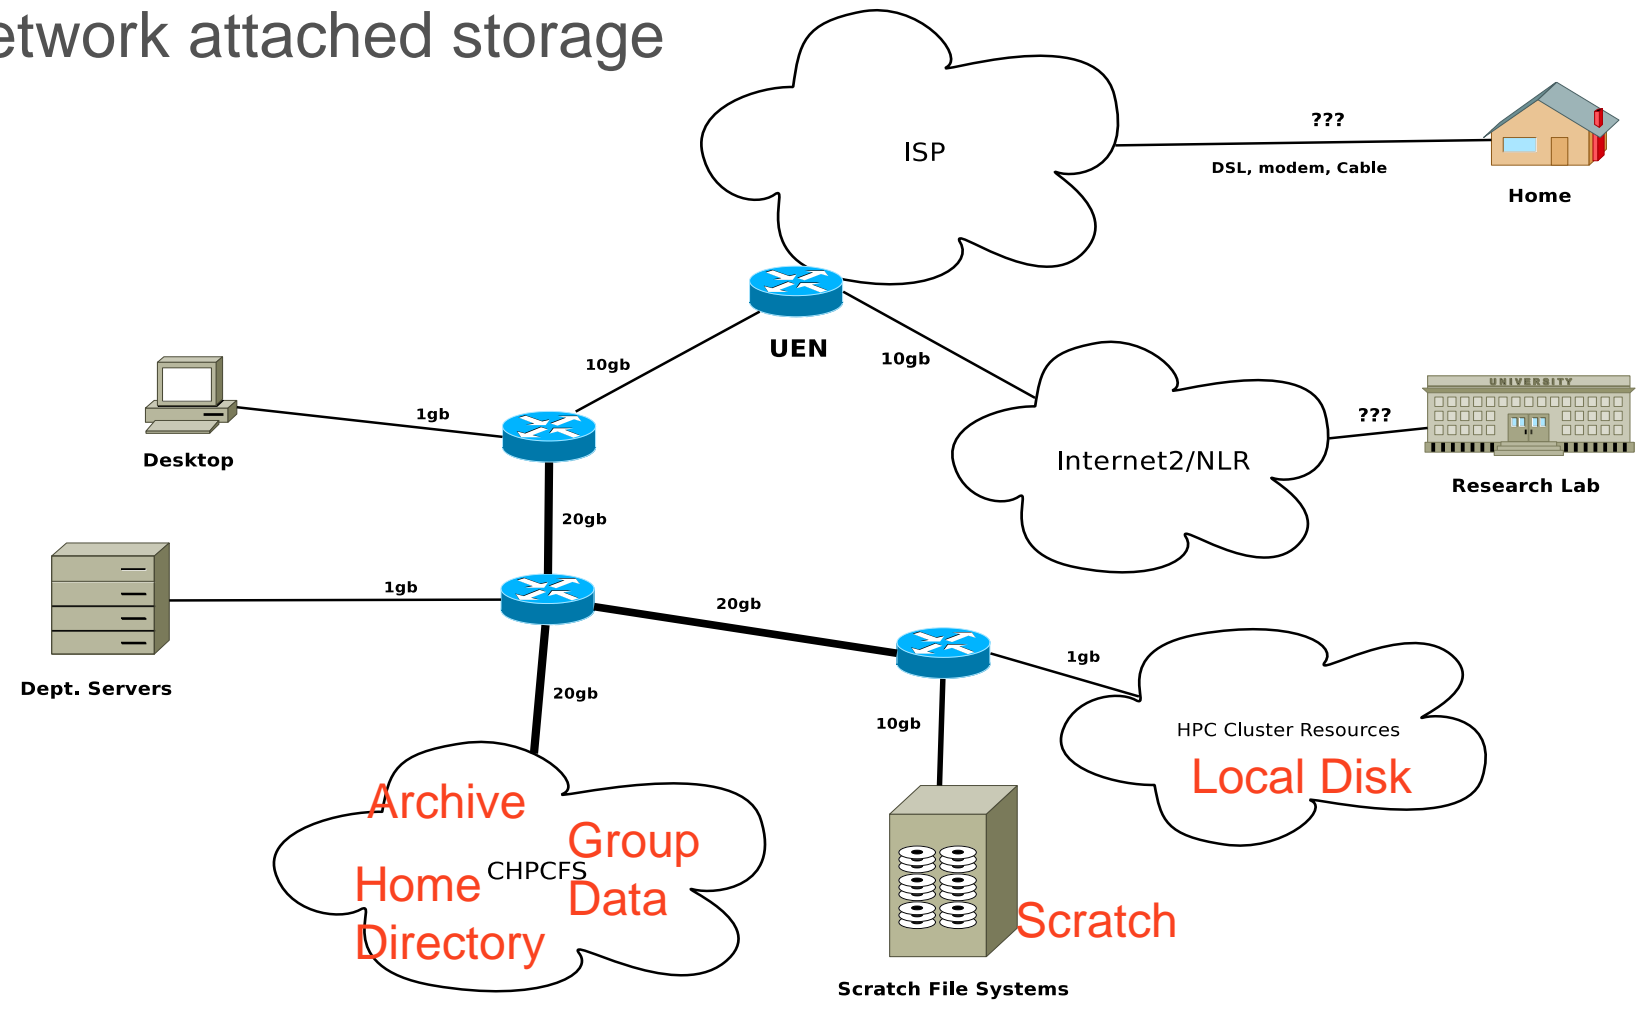 etwork attached storage
ISP
???
DSL, modem, Cable
Home
UEN
10gb
10gb
Desktop
1gb
UNIVERSITY
???
Internet2/NLR
Research Lab
20gb
1gb
Dept. Servers
20gb
20gb
1gb
10gb
HPC Cluster Resources
Local Disk
Archive
Group
Data
CHPCFS
Home
Directory
Scratch
Scratch File Systems